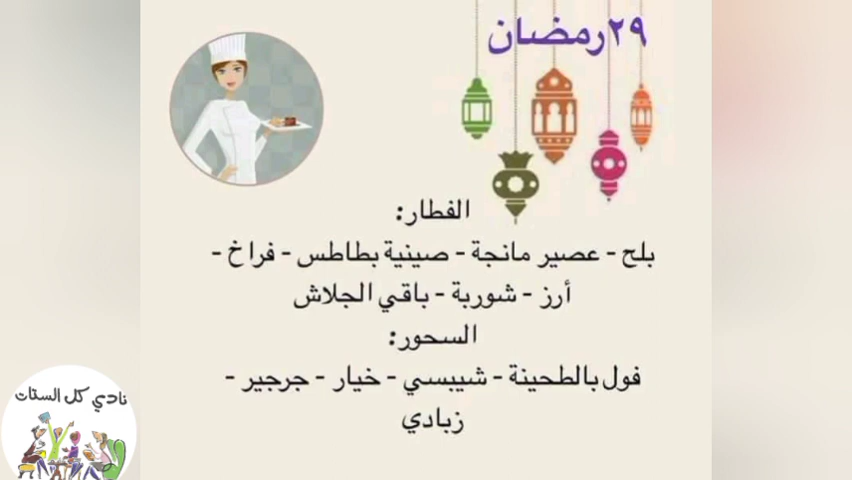 ٢٩رمضان
الفطار:
بلح - عصير مانجة - صينية بطاطس - فراخ -
أرز - شوربة - باقي الجلاش
السحور:
فول بالطحينة - شيبسي - خيار - جرجير -
زبادي
نادي كل الستات